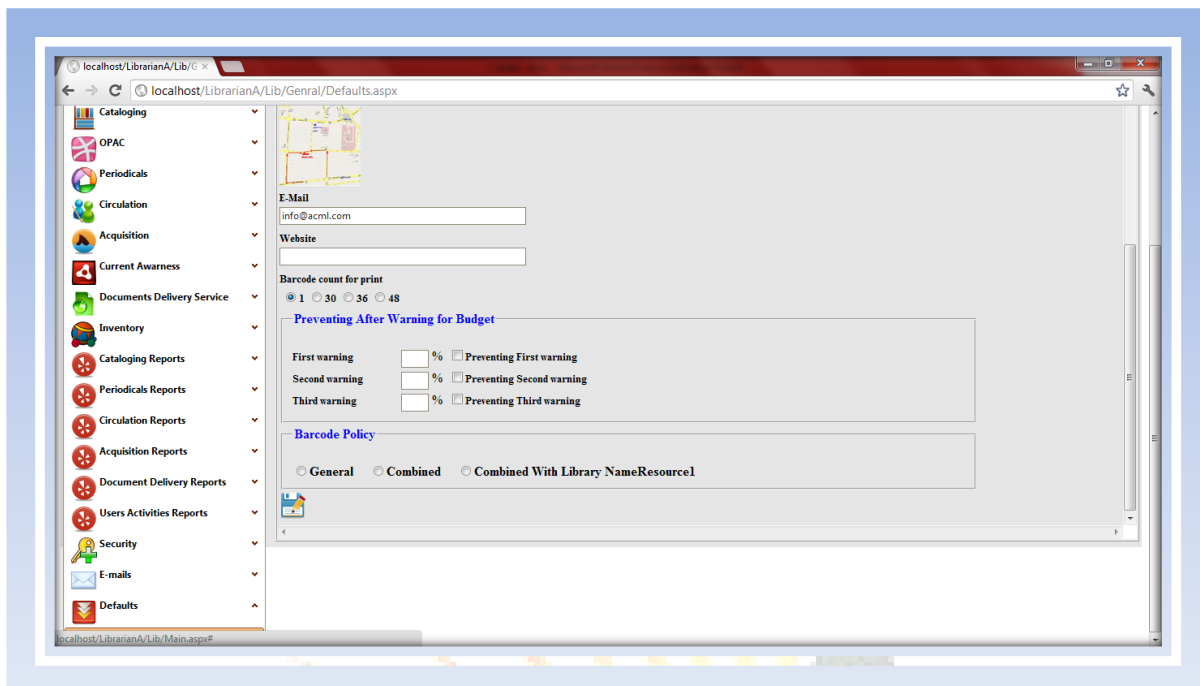 localhost/LibrarianA/Lib/G ×
localhost/LibrarianA/Lib/Genral/Defaults.aspx
Cataloging
OPAC
Periodicals
Circulation
Acquisition
Current Awarness
Documents Delivery Service
Inventory
Cataloging Reports
Periodicals Reports
Circulation Reports
Acquisition Reports
Document Delivery Reports
Users Activities Reports
Security
E-mails
Defaults
localhost/LibrarianA/Lib/Main.aspx#
E-Mail
info@acml.com
Website
Barcode count for print
1 30 36 48
Preventing After Warning for Budget
First warning % Preventing First warning
Second warning % Preventing Second warning
Third warning % Preventing Third warning
Barcode Policy
General Combined Combined With Library NameResource1